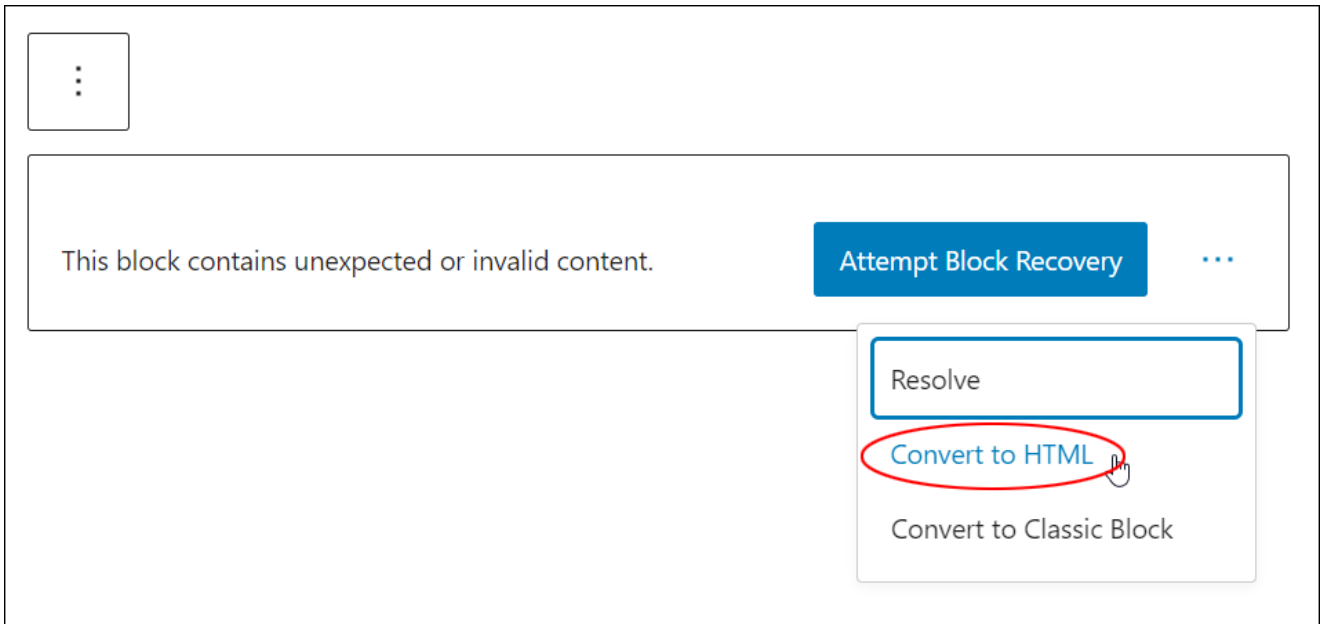 This block contains unexpected or invalid content.
Attempt Block Recovery
Resolve
Convert to HTML
Convert to Classic Block